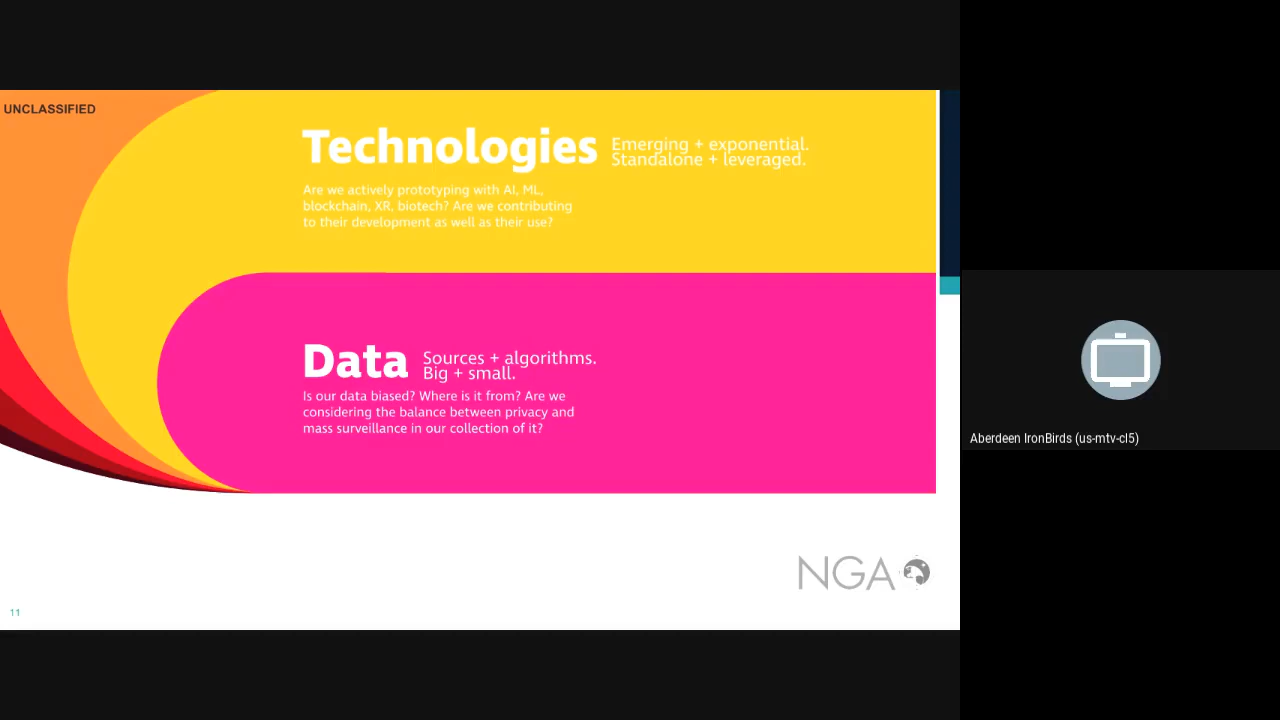 UNCLASSIFIED
Technologies Emerging + exponential.
Standalone + leveraged.
Are we actively prototyping with AI, ML,
blockchain, XR, biotech? Are we contributing
to their development as well as their use?
Data Sources + algorithms.
Big + small.
Is our data biased? Where is it from? Are we
considering the balance between privacy and
mass surveillance in our collection of it?
NGA
11
Aberdeen IronBirds (us-mtv-cl5)